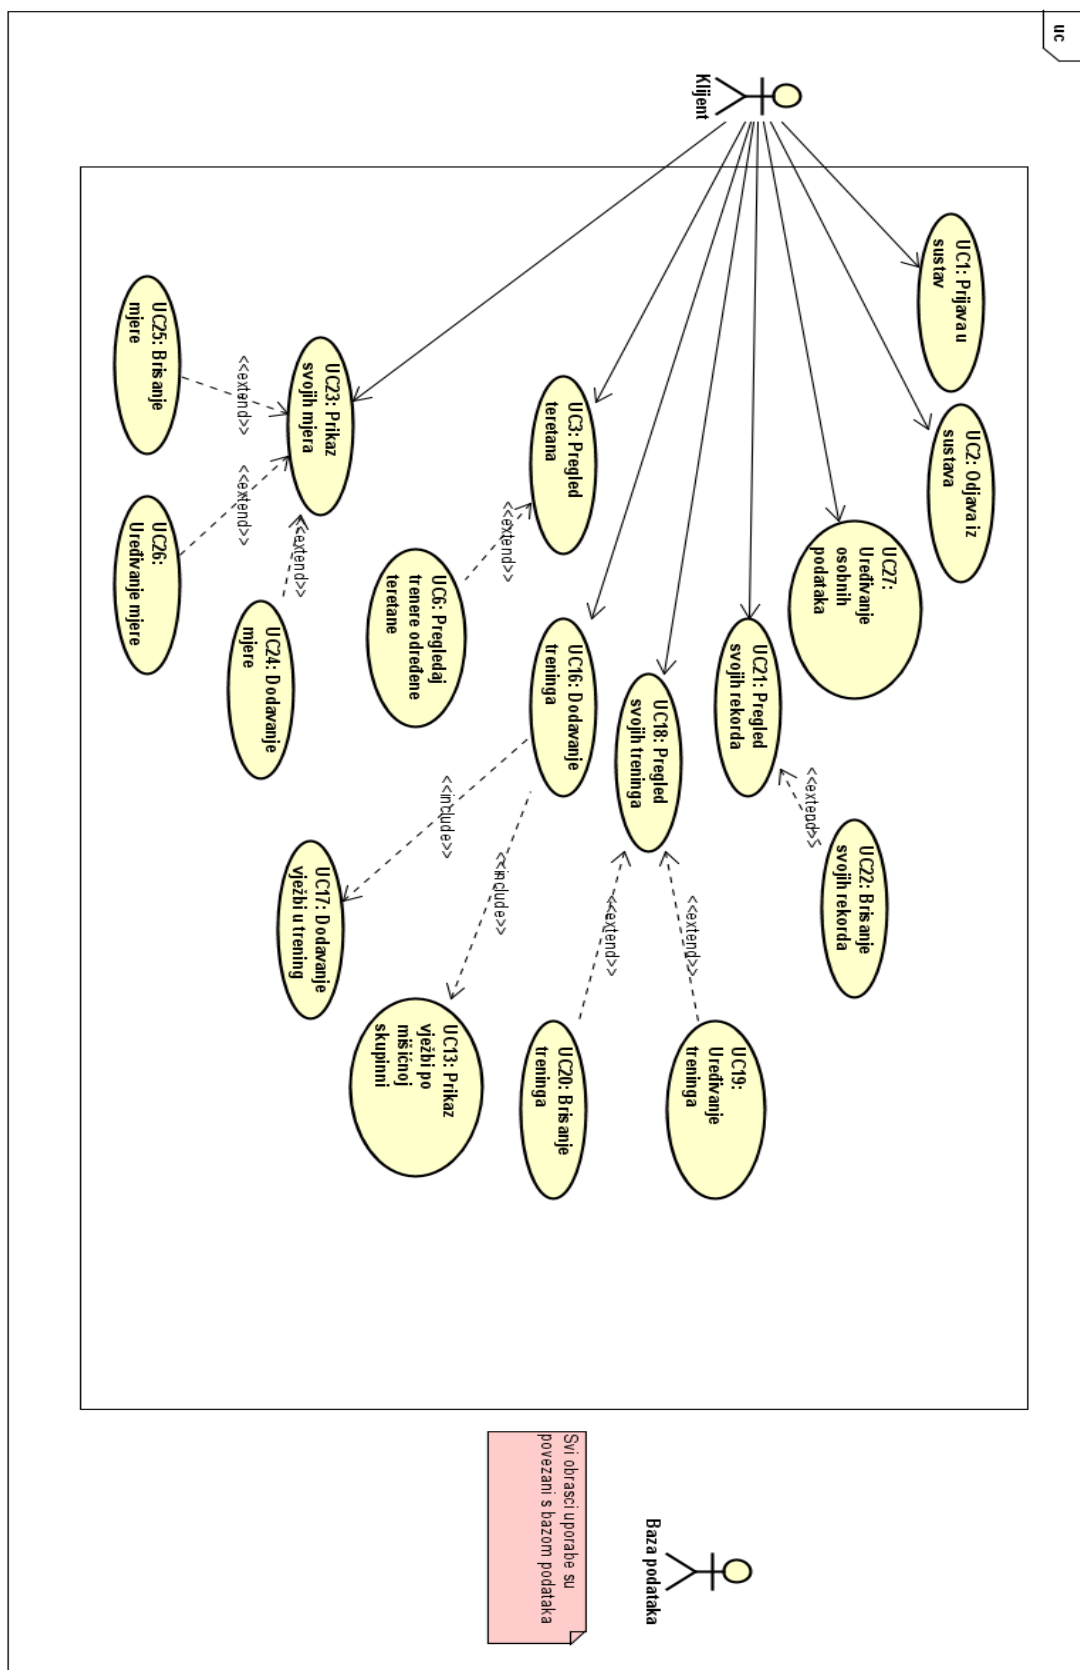 uc
Klijent
UC1: Prijava u
sustav
UC2: Odjava iz
sustava
UC27:
Uređivanje
osobnih
podataka
UC21: Pregled
svojih rekorda
<<extend>>
UC22: Brisanje
svojih rekorda
UC18: Pregled
svojih treninga
<<extend>>
UC19:
Uređivanje
treninga
<<extend>>
UC20: Brisanje
treninga
UC3: Pregled
teretana
<<extend>>
UC6: Pregledaj
trenere određene
teretane
UC16: Dodavanje
treninga
<<include>>
UC13: Prikaz
vježbi po
mišićnoj
skupinni
<<include>>
UC17: Dodavanje
vježbi u trening
UC23: Prikaz
svojih mjera
<<extend>>
UC24: Dodavanje
mjere
<<extend>>
UC25: Brisanje
mjere
<<extend>>
UC26:
Uređivanje mjere
Baza podataka
Svi obrasci uporabe su
povezani s bazom podataka